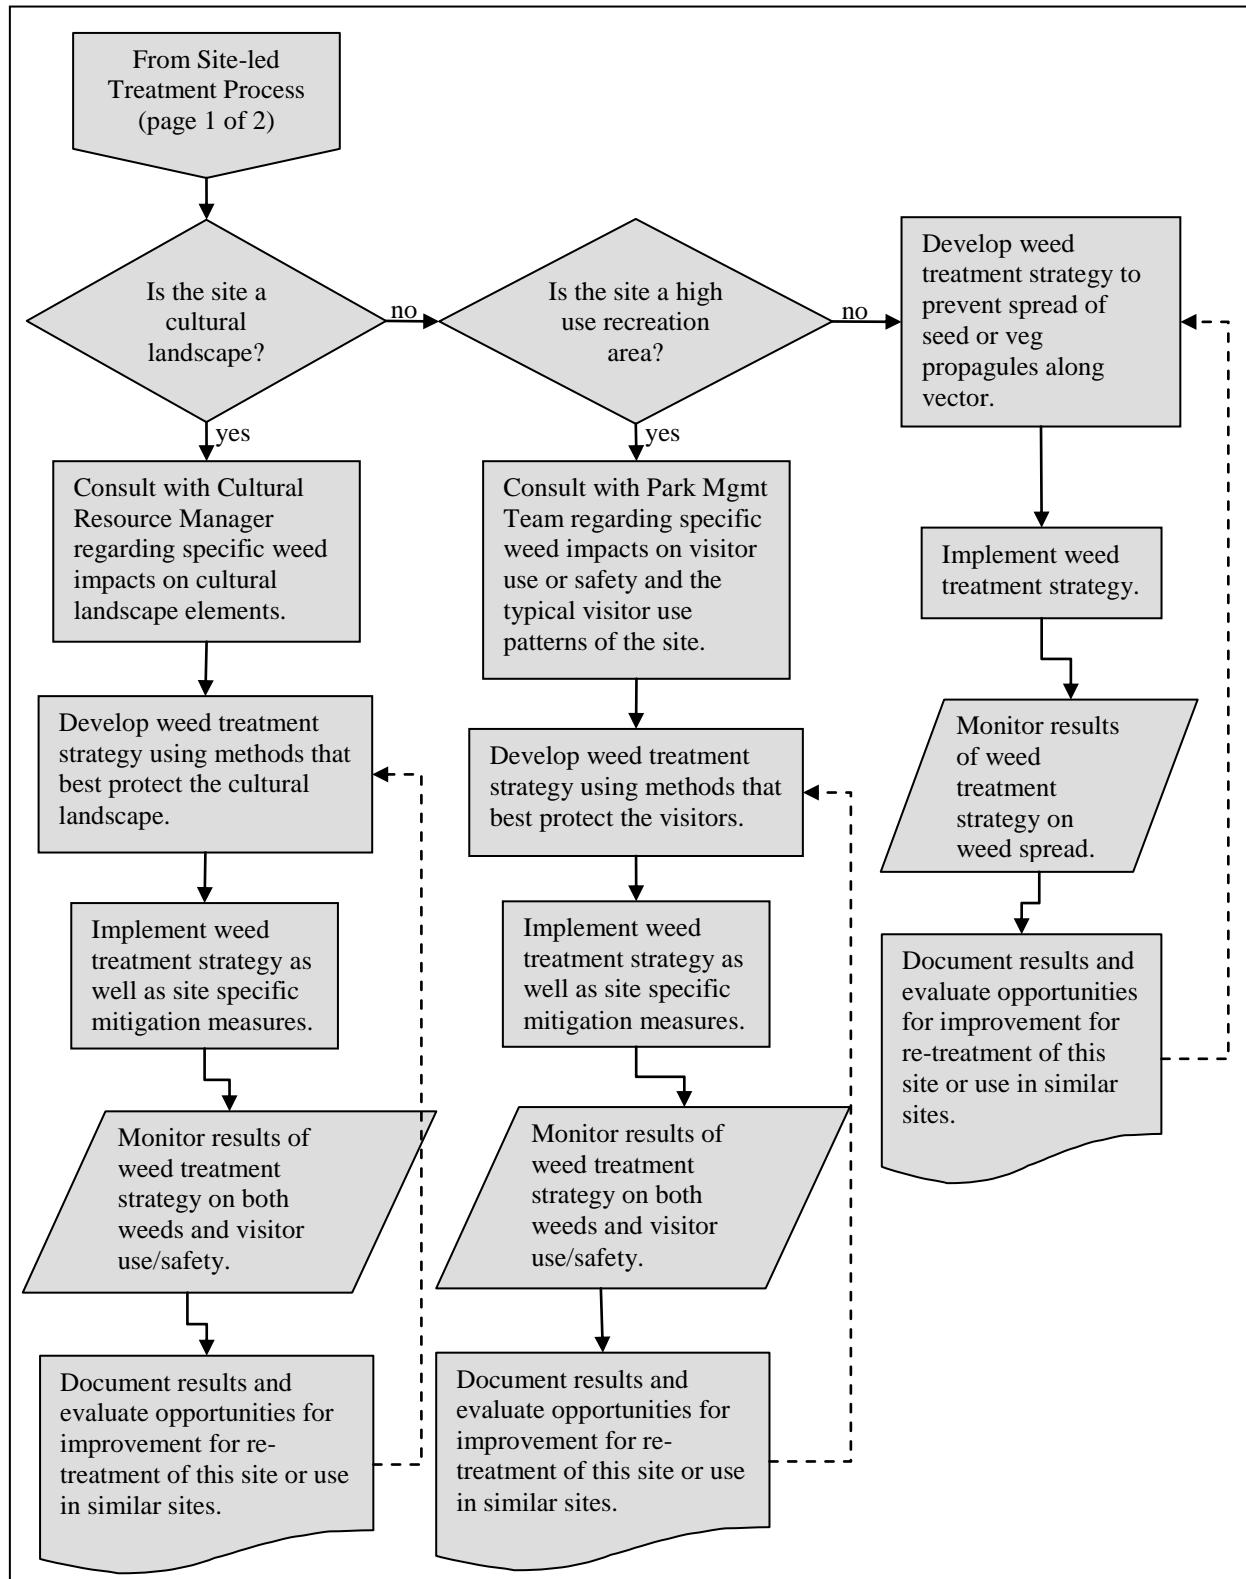 From Site-led
Treatment Process
(page 1 of 2)
Is the site a
cultural
landscape?
no
yes
Consult with Cultural
Resource Manager
regarding specific weed
impacts on cultural
landscape elements.
Develop weed treatment
strategy using methods that
best protect the cultural
landscape.
Implement weed
treatment strategy as
well as site specific
mitigation measures.
Monitor results of
weed treatment
strategy on both
weeds and visitor
use/safety.
Document results and
evaluate opportunities for
improvement for re-
treatment of this site or use
in similar sites.
Is the site a high
use recreation
area?
no
yes
Consult with Park Mgmt
Team regarding specific
weed impacts on visitor
use or safety and the
typical visitor use
patterns of the site.
Develop weed treatment
strategy using methods that
best protect the visitors.
Implement weed
treatment strategy as
well as site specific
mitigation measures.
Monitor results of
weed treatment
strategy on both
weeds and visitor
use/safety.
Document results and
evaluate opportunities for
improvement for re-
treatment of this site or use
in similar sites.
Develop weed
treatment strategy to
prevent spread of
seed or veg
propagules along
vector.
Implement weed
treatment strategy.
Monitor results
of weed
treatment
strategy on
weed spread.
Document results and
evaluate opportunities
for improvement for
re-treatment of this
site or use in similar
sites.